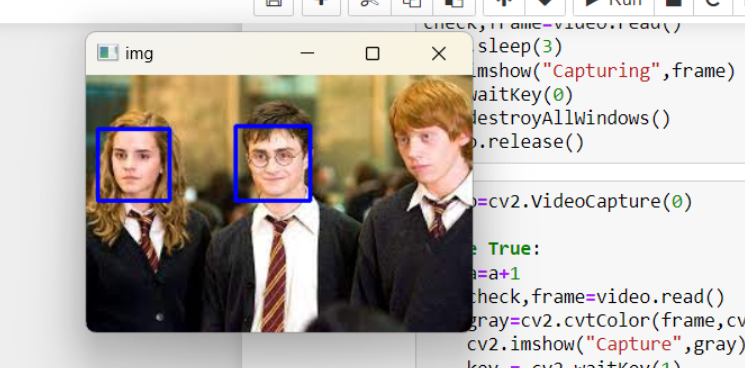 Run
check,frame=video.read()
.sleep(3)
img
imshow("Capturing",frame)
waitKey(0)
destroyAllWindows()
.release()
=cv2.VideoCapture(0)
True:
a=a+1
check,frame=video.read()
gray=cv2.cvtColor(frame,cv
cv2.imshow("Capture",gray)
key = cv2.waitKey(1)